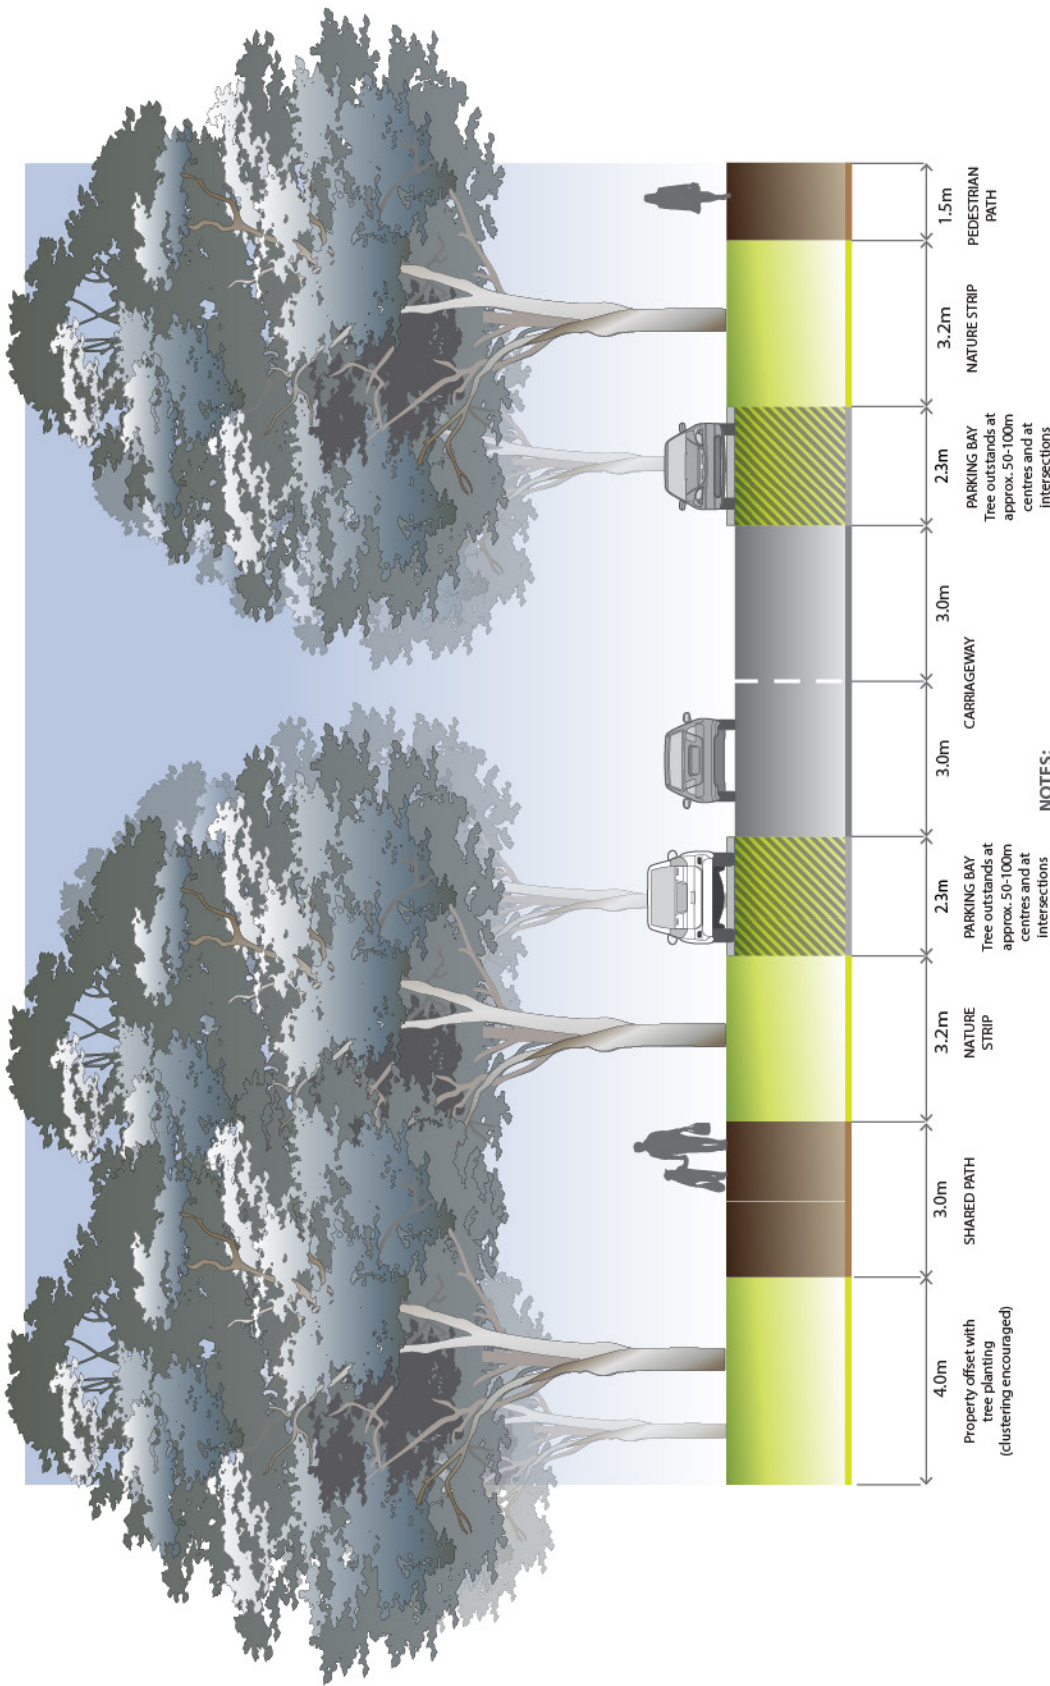 4.0m
3.0m
3.2m
2.3m
3.0m
3.0m
2.3m
3.2m
1.5m
Property offset with
tree planting
(clustering encouraged)
SHARED PATH
NATURE
STRIP
PARKING BAY
Tree outstands at
approx. 50-100m
centres and at
intersections
CARRIAGEWAY
PARKING BAY
Tree outstands at
approx. 50-100m
centres and at
intersections
NATURE STRIP
PEDESTRIAN
PATH
NOTES: